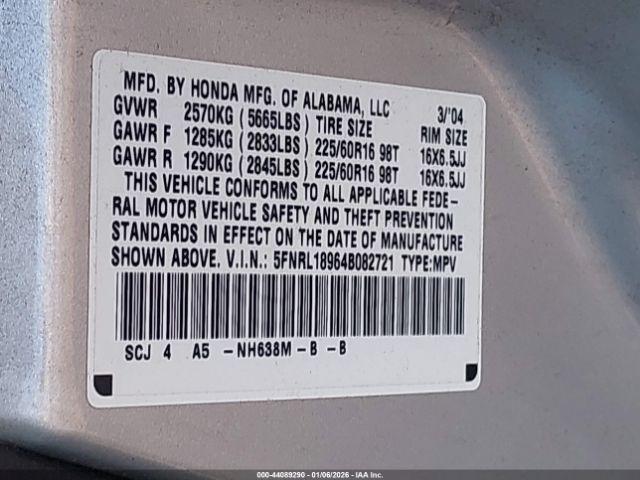 MFD. BY HONDA MFG. OF ALABAMA, LLC 3/'04
GVWR 2570KG ( 5665LBS ) TIRE SIZE RIM SIZE
GAWR F 1285KG ( 2833LBS ) 225/60R16 98T 16X6.5JJ
GAWR R 1290KG ( 2845LBS ) 225/60R16 98T 16X6.5JJ
THIS VEHICLE CONFORMS TO ALL APPLICABLE FEDE-
RAL MOTOR VEHICLE SAFETY AND THEFT PREVENTION
STANDARDS IN EFFECT ON THE DATE OF MANUFACTURE
SHOWN ABOVE. V.I.N.: 5FNRL18964B082721 TYPE:MPV
SCJ 4 A5 -NH638M-B -B
000-44089290 - 01/06/2026 - IAA Inc.